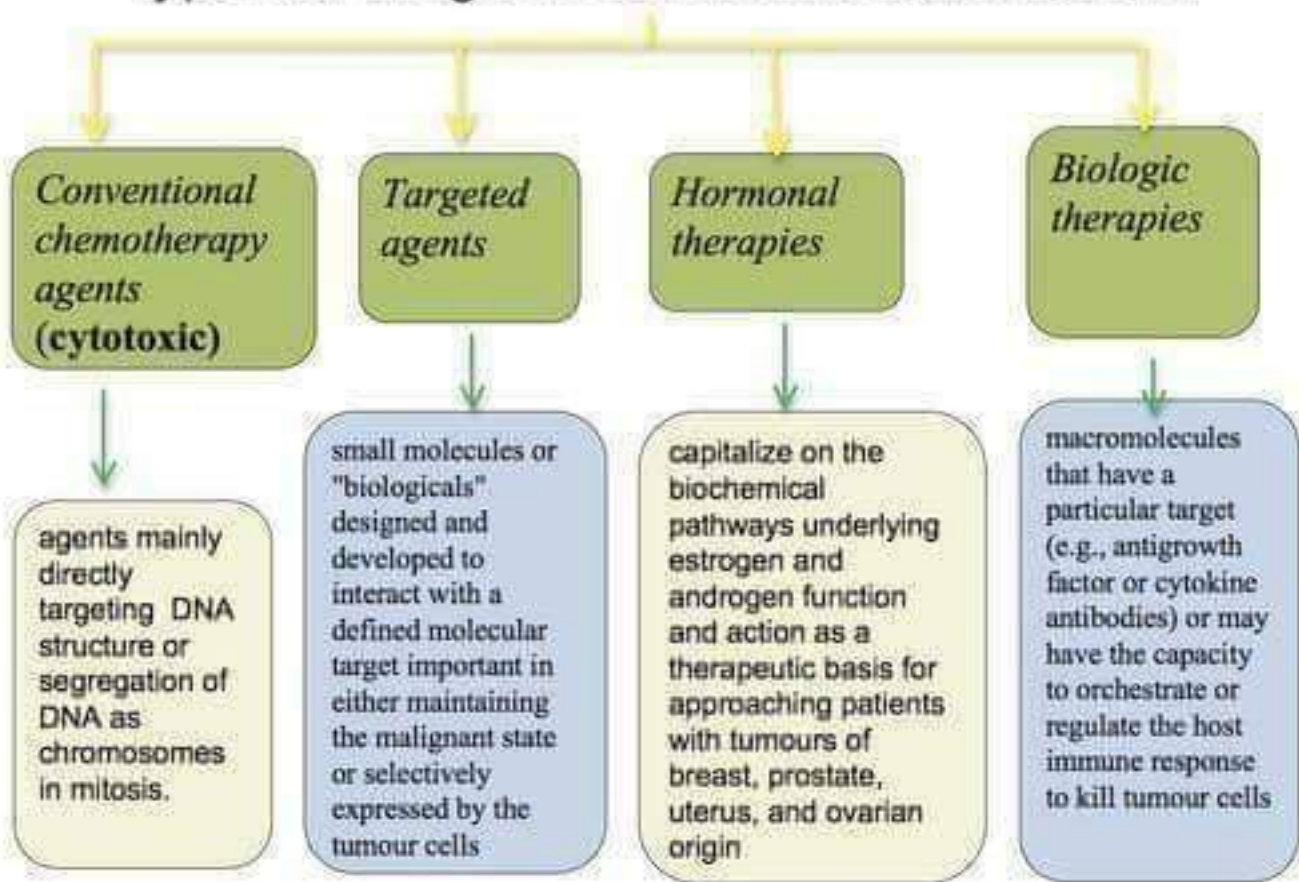 Conventional
chemotherapy
agents
(cytotoxic)
agents mainly
directly
targeting DNA
structure or
segregation of
DNA as
chromosomes
in mitosis.
Targeted
agents
small molecules or
"biologicals"
designed and
developed to
interact with a
defined molecular
target important in
either maintaining
the malignant state
or selectively
expressed by the
tumour cells
Hormonal
therapies
capitalize on the
biochemical
pathways underlying
estrogen and
androgen function
and action as a
therapeutic basis for
approaching patients
with tumours of
breast, prostate,
uterus, and ovarian
origin
Biologic
therapies
macromolecules
that have a
particular target
(e.g., antigrowth
factor or cytokine
antibodies) or may
have the capacity
to orchestrate or
regulate the host
immune response
to kill tumour cells